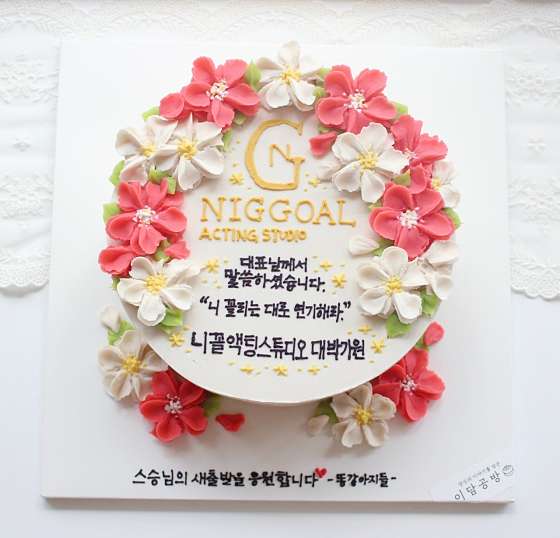 GN
NIGGOAL
ACTING STUDIO
대표님께서
말씀하셨습니다.
"니 꼴리는 대로 연기해라."
니꼴액팅스튜디오 대박기원
스승님의 새출발을 응원합니다♥ -똥강아지들-
이담공방